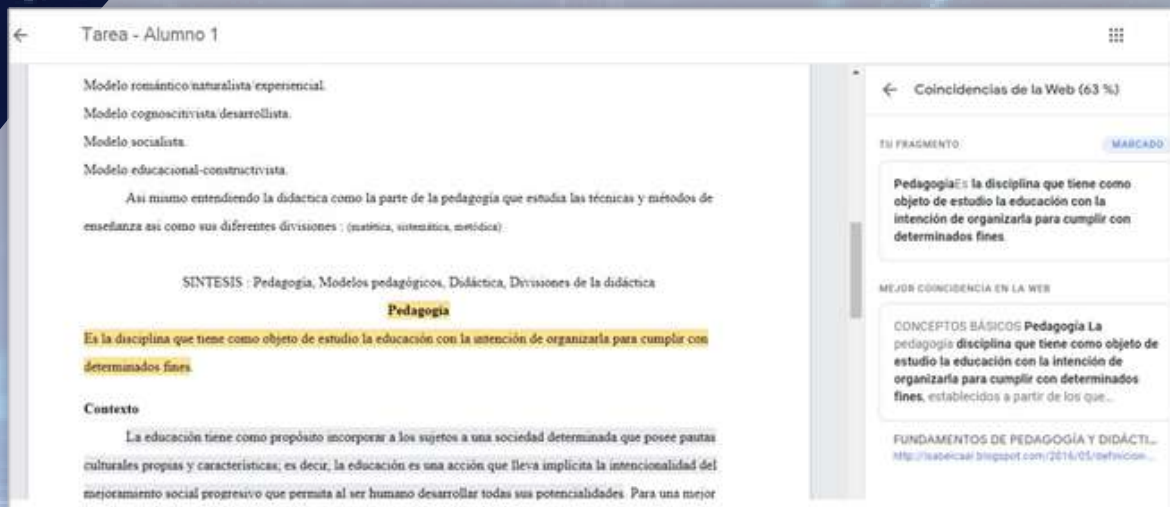 Tarea - Alumno 1
Modelo romántico/naturalista/experiencial.
Modelo cognoscitivista/desarrollista.
Modelo socialista.
Modelo educacional-constructivista.
Asi mismo entendiendo la didactica como la parte de la pedagogía que estudia las técnicas y métodos de
enseñanza asi como sus diferentes divisiones : (matética, sistemática, metódica)
SINTESIS : Pedagogía, Modelos pedagógicos, Didáctica, Divisiones de la didáctica
Pedagogía
Es la disciplina que tiene como objeto de estudio la educación con la intención de organizarla para cumplir con
determinados fines.
Contexto
La educación tiene como propósito incorporar a los sujetos a una sociedad determinada que posee pautas
culturales propias y características; es decir, la educación es una acción que lleva implícita la intencionalidad del
mejoramiento social progresivo que permita al ser humano desarrollar todas sus potencialidades. Para una mejor
Coincidencias de la Web (63 %)
TU FRAGMENTO
MARCADO
PedagogíaEs la disciplina que tiene como
objeto de estudio la educación con la
intención de organizarla para cumplir con
determinados fines.
MEJOR COINCIDENCIA EN LA WEB
CONCEPTOS BÁSICOS Pedagogía La
pedagogía disciplina que tiene como objeto de
estudio la educación con la intención de
organizarla para cumplir con determinados
fines, establecidos a partir de los que...
FUNDAMENTOS DE PEDAGOGÍA Y DIDÁCTI...